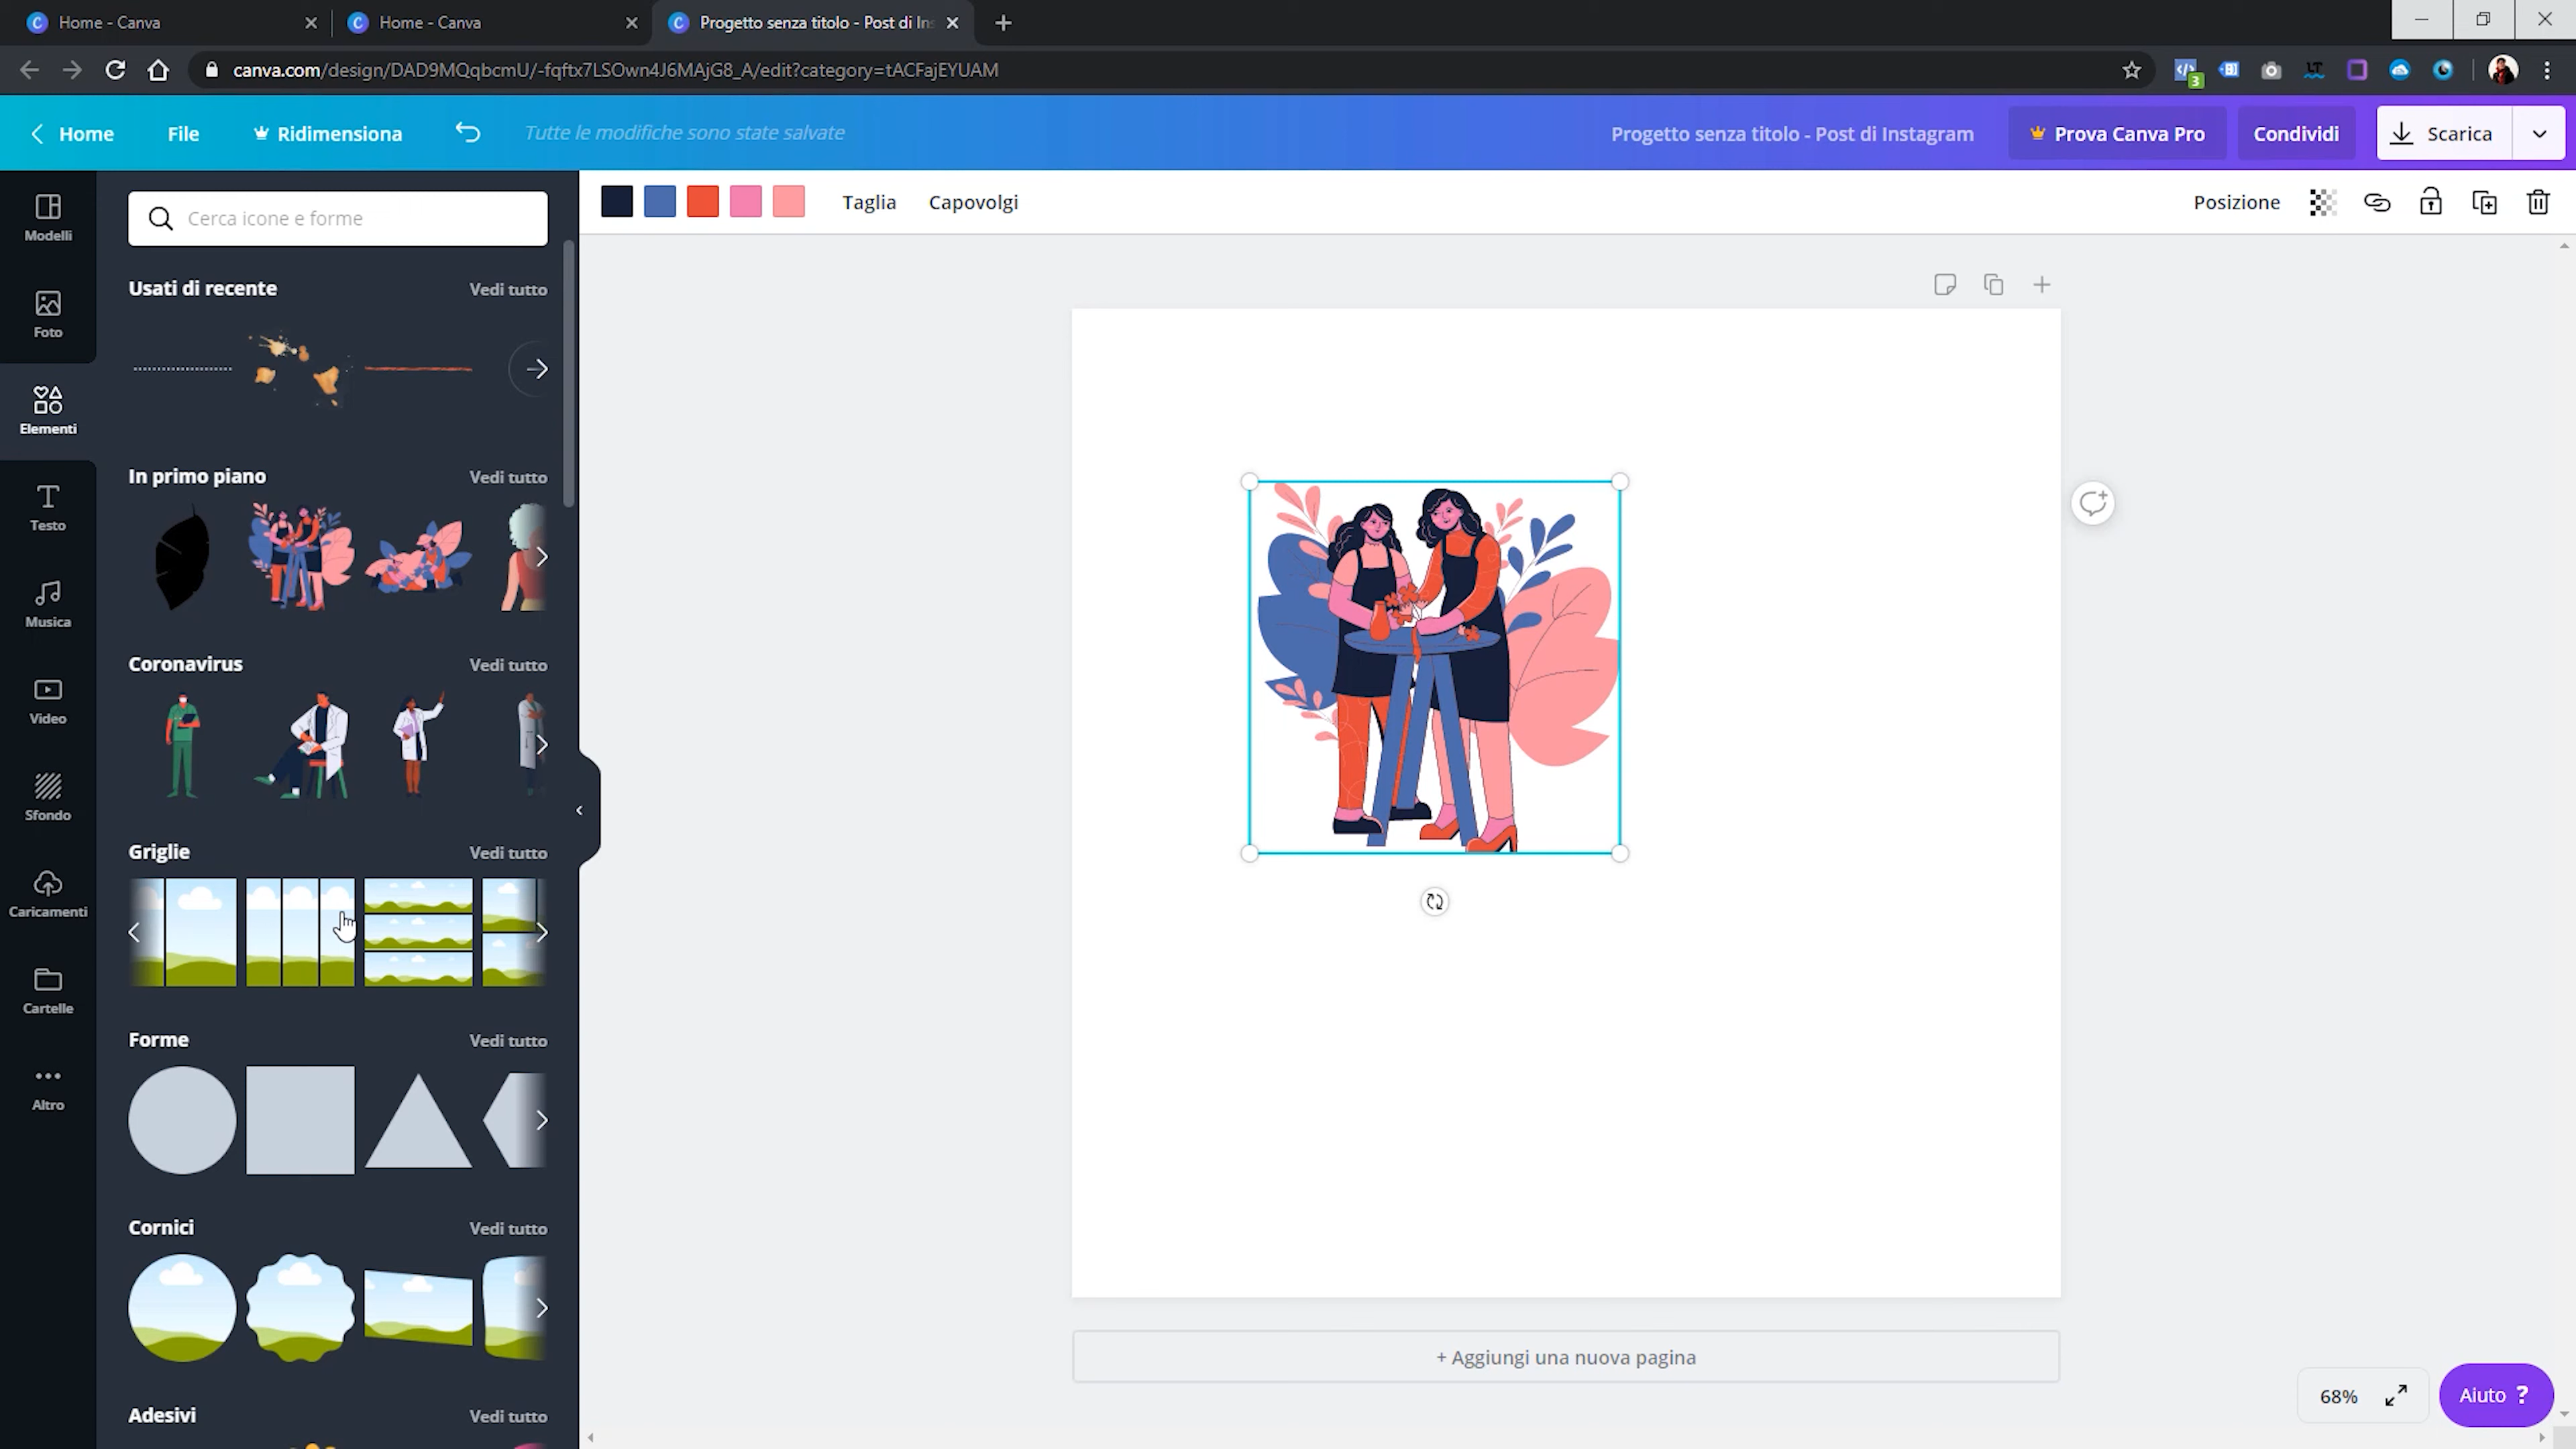 Home - Canva
Home - Canva
Progetto senza titolo - Post di In
canva.com/design/DAD9MQqbcmU/-fqftx7LSOwn4J6MAjG8_A/edit?category=tACFajEYUAM
3
Home
File
Ridimensiona
Tutte le modifiche sono state salvate
Progetto senza titolo - Post di Instagram
Prova Canva Pro
Condividi
Scarica
Modelli
Foto
Elementi
Testo
Musica
Video
Sfondo
Caricamenti
Cartelle
Altro
Cerca icone e forme
Usati di recente
Vedi tutto
In primo piano
Vedi tutto
Coronavirus
Vedi tutto
Griglie
Vedi tutto
Forme
Vedi tutto
Cornici
Vedi tutto
Adesivi
Vedi tutto
Taglia
Capovolgi
Posizione
+ Aggiungi una nuova pagina
68%
Aiuto ?